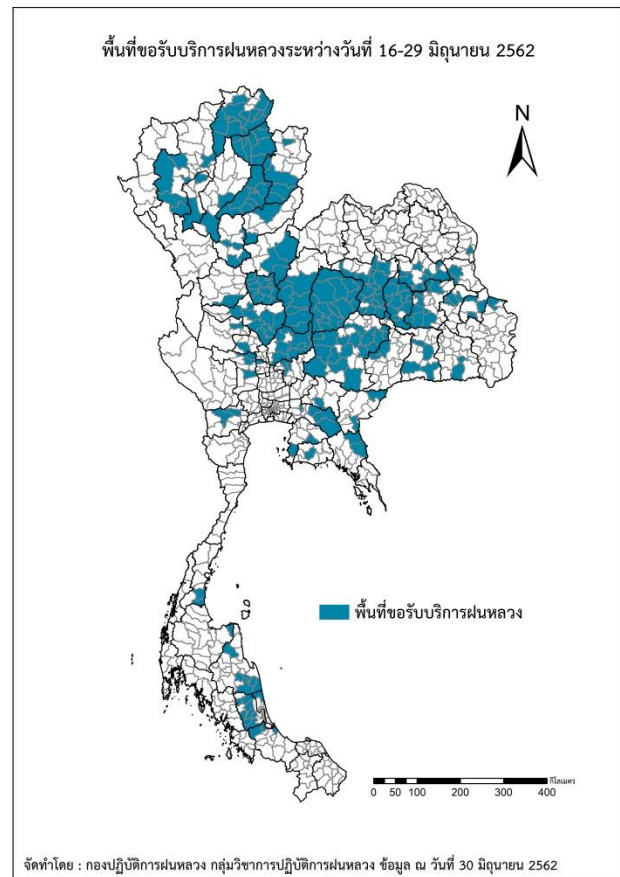 พื้นที่ขอรับบริการฝนหลวงระหว่างวันที่ 16-29 มิถุนายน 2562
N
พื้นที่ขอรับบริการฝนหลวง
กิโลเมตร
0 25 50 100 200 300 400
จัดทำโดย : กองปฏิบัติการฝนหลวง กลุ่มวิชาการปฏิบัติการฝนหลวง ข้อมูล ณ วันที่ 30 มิถุนายน 2562